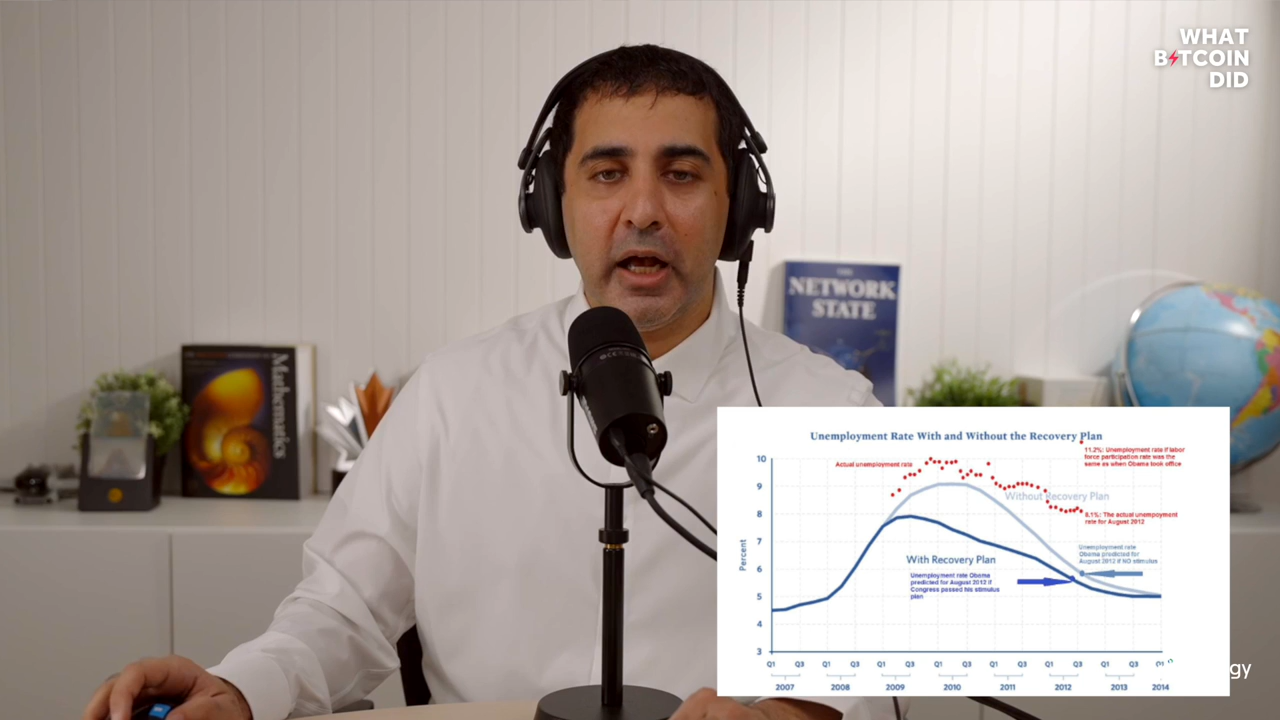 WHAT
B⚡TCOIN
DID
THE
NETWORK
STATE
Mathematics
Unemployment Rate With and Without the Recovery Plan
11.2%: Unemployment rate if labor
force participation rate was the
same as when Obama took office
Actual unemployment rate
Without Recovery Plan
8.1%: The actual unempoyment
rate for August 2012
Unemployment rate
Obama predicted for
August 2012 if NO stimulus
With Recovery Plan
Unemployment rate Obama
predicted for August 2012 if
Congress passed his stimulus
plan
Percent
10
9
8
7
6
5
4
3
Q1 Q3 Q1 Q3 Q1 Q3 Q1 Q3 Q1 Q3 Q1 Q3 Q1
2007 2008 2009 2010 2011 2012 2013 2014
gy